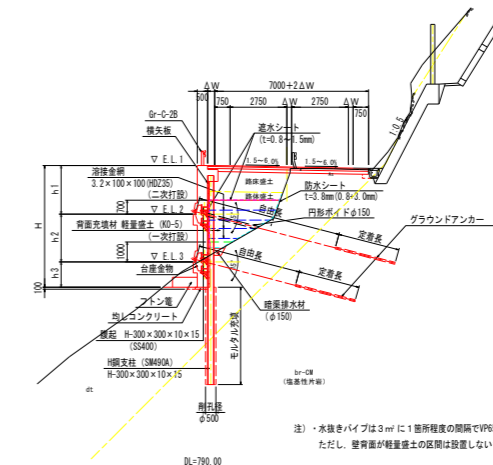 ΔW
7000+2ΔW
500
750
2750
ΔW
2750
ΔW
750
Gr-C-2B
横矢板
遮水シート
(t=0.8~1.5mm)
1:0.5
▽ E.L.1
1.5~6.0%
1.5~6.0%
溶接金網
3.2×100×100(HDZ35)
路床盛土
路体盛土
防水シート
t=3.8mm(0.8+3.0mm)
(二次打設)
円形ボイドφ150
グラウンドアンカー
h1
700
▽ E.L.2
自由長
定着長
H
背面充填材 軽量盛土 (KO-5)
(一次打設)
h2
1000
▽ E.L.3
自由長
定着長
台座金物
h3
100
フトン篭
暗渠排水材
(φ150)
均しコンクリート
腹起 H-300×300×10×15
(SS400)
モルタル充填
H鋼支柱 (SM490A)
H-300×300×10×15
dt
br-CM
(塩基性片岩)
削孔径
φ500
注)・水抜きパイプは3㎡に1箇所程度の間隔でVP65
ただし、壁背面が軽量盛土の区間は設置しない
DL=790.00